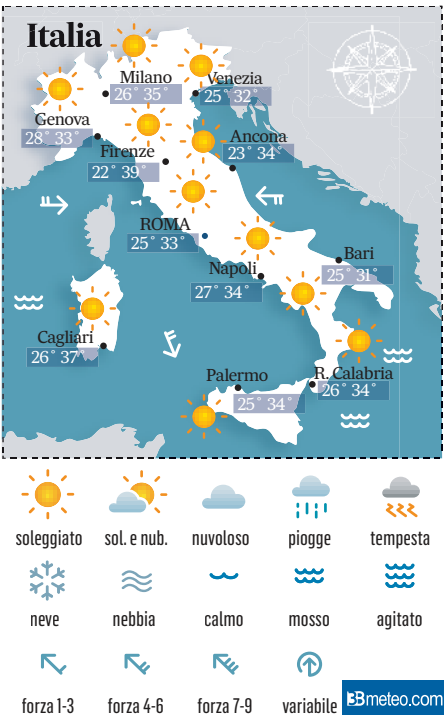 Italia
Milano
26° 35°
Venezia
25° 32°
Genova
28° 33°
Firenze
22° 39°
Ancona
23° 34°
ROMA
25° 33°
Bari
25° 31°
Napoli
27° 34°
Cagliari
26° 37°
Palermo
25° 34°
R. Calabria
26° 34°
soleggiato sol. e nub. nuvoloso piogge tempesta
neve nebbia calmo mosso agitato
forza 1-3 forza 4-6 forza 7-9 variabile
3Bmeteo.com